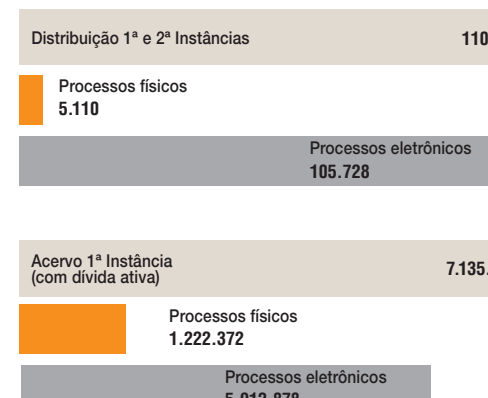 Distribuição 1ª e 2ª Instâncias 110
Processos físicos
5.110
Processos eletrônicos
105.728
Acervo 1ª Instância
(com dívida ativa) 7.135.
Processos físicos
1.222.372
Processos eletrônicos